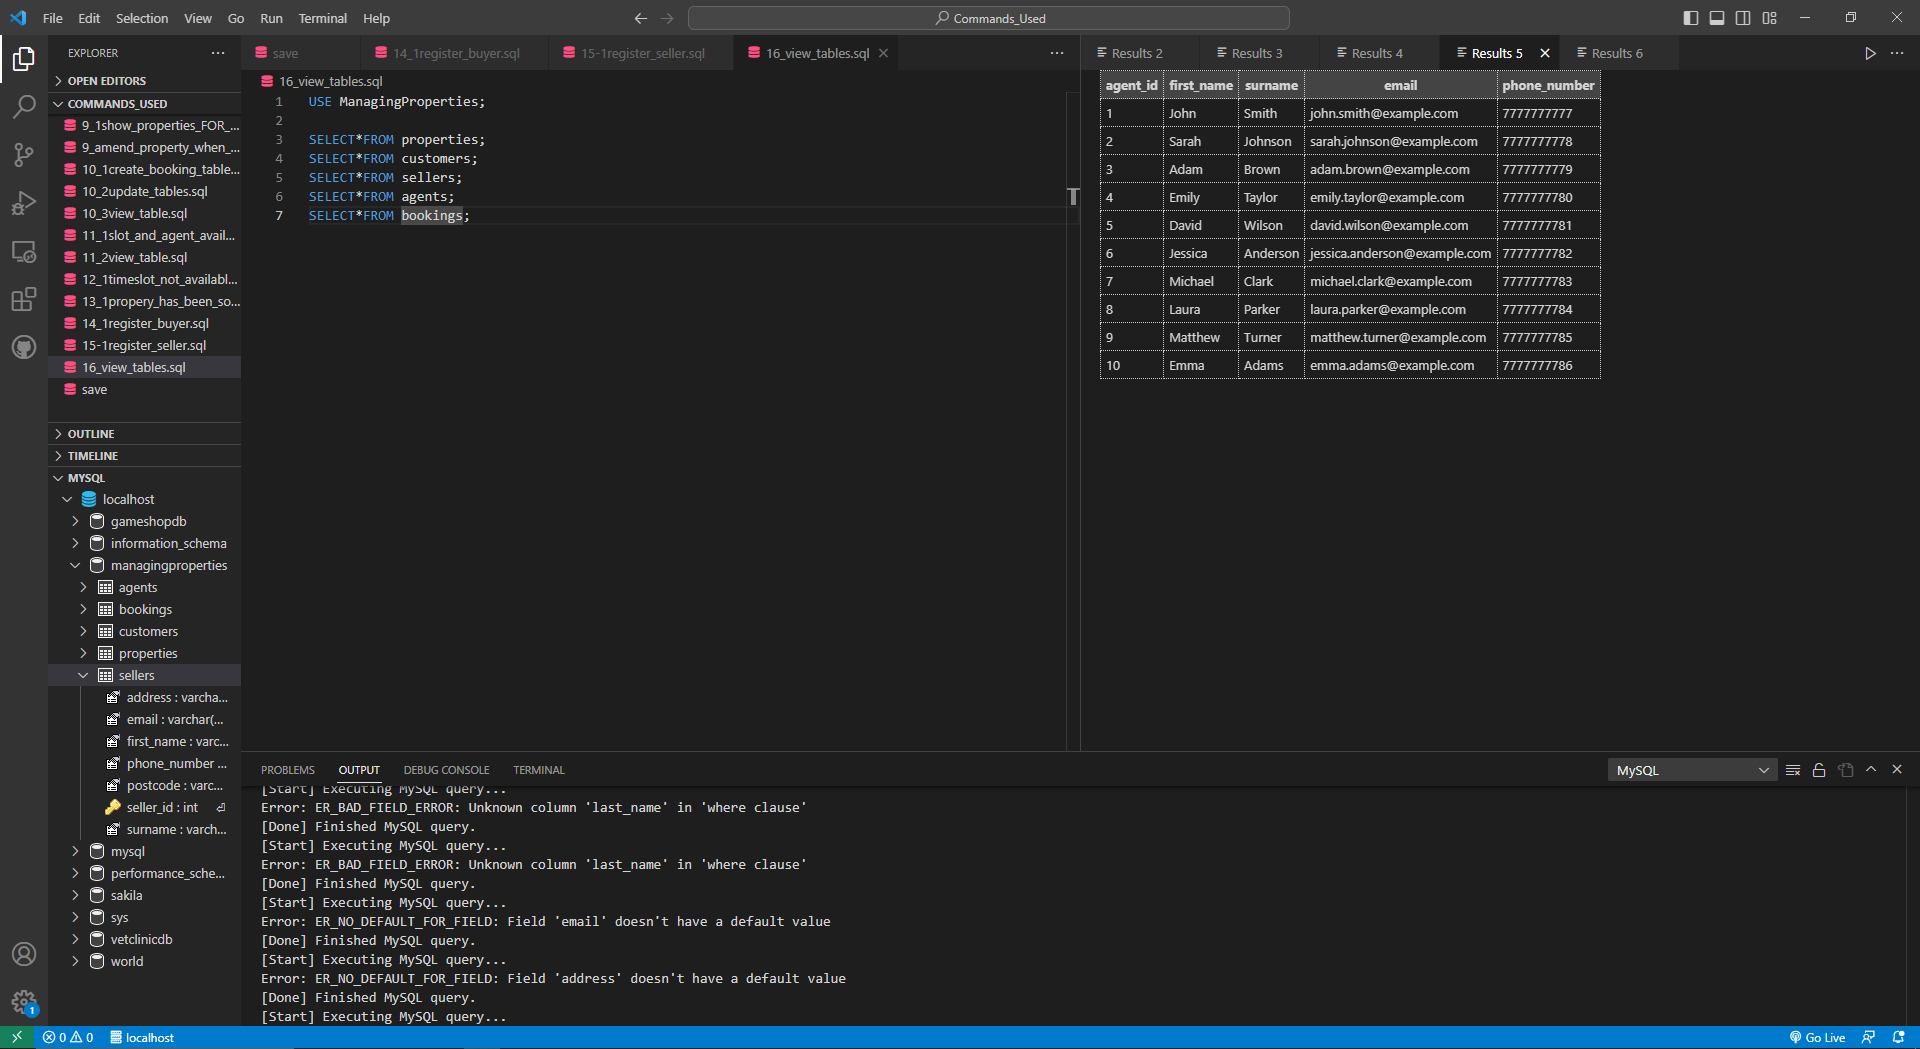 File Edit Selection View Go Run Terminal Help
Commands_Used
EXPLORER
OPEN EDITORS
COMMANDS_USED
9_1show_properties_FOR_...
9_amend_property_when_...
10_1create_booking_table...
10_2update_tables.sql
10_3view_table.sql
11_1slot_and_agent_avail...
11_2view_table.sql
12_1timeslot_not_availabl...
13_1propery_has_been_so...
14_1register_buyer.sql
15-1register_seller.sql
16_view_tables.sql
save
OUTLINE
TIMELINE
MYSQL
localhost
gameshopdb
information_schema
managingproperties
agents
bookings
customers
properties
sellers
address : varcha...
email : varchar(...
first_name : varc...
phone_number ...
postcode : varc...
seller_id : int
surname : varch...
mysql
performance_sche...
sakila
sys
vetclinicdb
world
1
save 14_1register_buyer.sql 15-1register_seller.sql 16_view_tables.sql
16_view_tables.sql
1 USE ManagingProperties;
2
3 SELECT*FROM properties;
4 SELECT*FROM customers;
5 SELECT*FROM sellers;
6 SELECT*FROM agents;
7 SELECT*FROM bookings;
Results 2 Results 3 Results 4 Results 5 Results 6
agent_id first_name surname email phone_number
1 John Smith john.smith@example.com 7777777777
2 Sarah Johnson sarah.johnson@example.com 7777777778
3 Adam Brown adam.brown@example.com 7777777779
4 Emily Taylor emily.taylor@example.com 7777777780
5 David Wilson david.wilson@example.com 7777777781
6 Jessica Anderson jessica.anderson@example.com 7777777782
7 Michael Clark michael.clark@example.com 7777777783
8 Laura Parker laura.parker@example.com 7777777784
9 Matthew Turner matthew.turner@example.com 7777777785
10 Emma Adams emma.adams@example.com 7777777786
PROBLEMS OUTPUT DEBUG CONSOLE TERMINAL
MySQL
[Start] Executing MySQL query...
Error: ER_BAD_FIELD_ERROR: Unknown column 'last_name' in 'where clause'
[Done] Finished MySQL query.
[Start] Executing MySQL query...
Error: ER_BAD_FIELD_ERROR: Unknown column 'last_name' in 'where clause'
[Done] Finished MySQL query.
[Start] Executing MySQL query...
Error: ER_NO_DEFAULT_FOR_FIELD: Field 'email' doesn't have a default value
[Done] Finished MySQL query.
[Start] Executing MySQL query...
Error: ER_NO_DEFAULT_FOR_FIELD: Field 'address' doesn't have a default value
[Done] Finished MySQL query.
[Start] Executing MySQL query...
0 0 localhost
Go Live